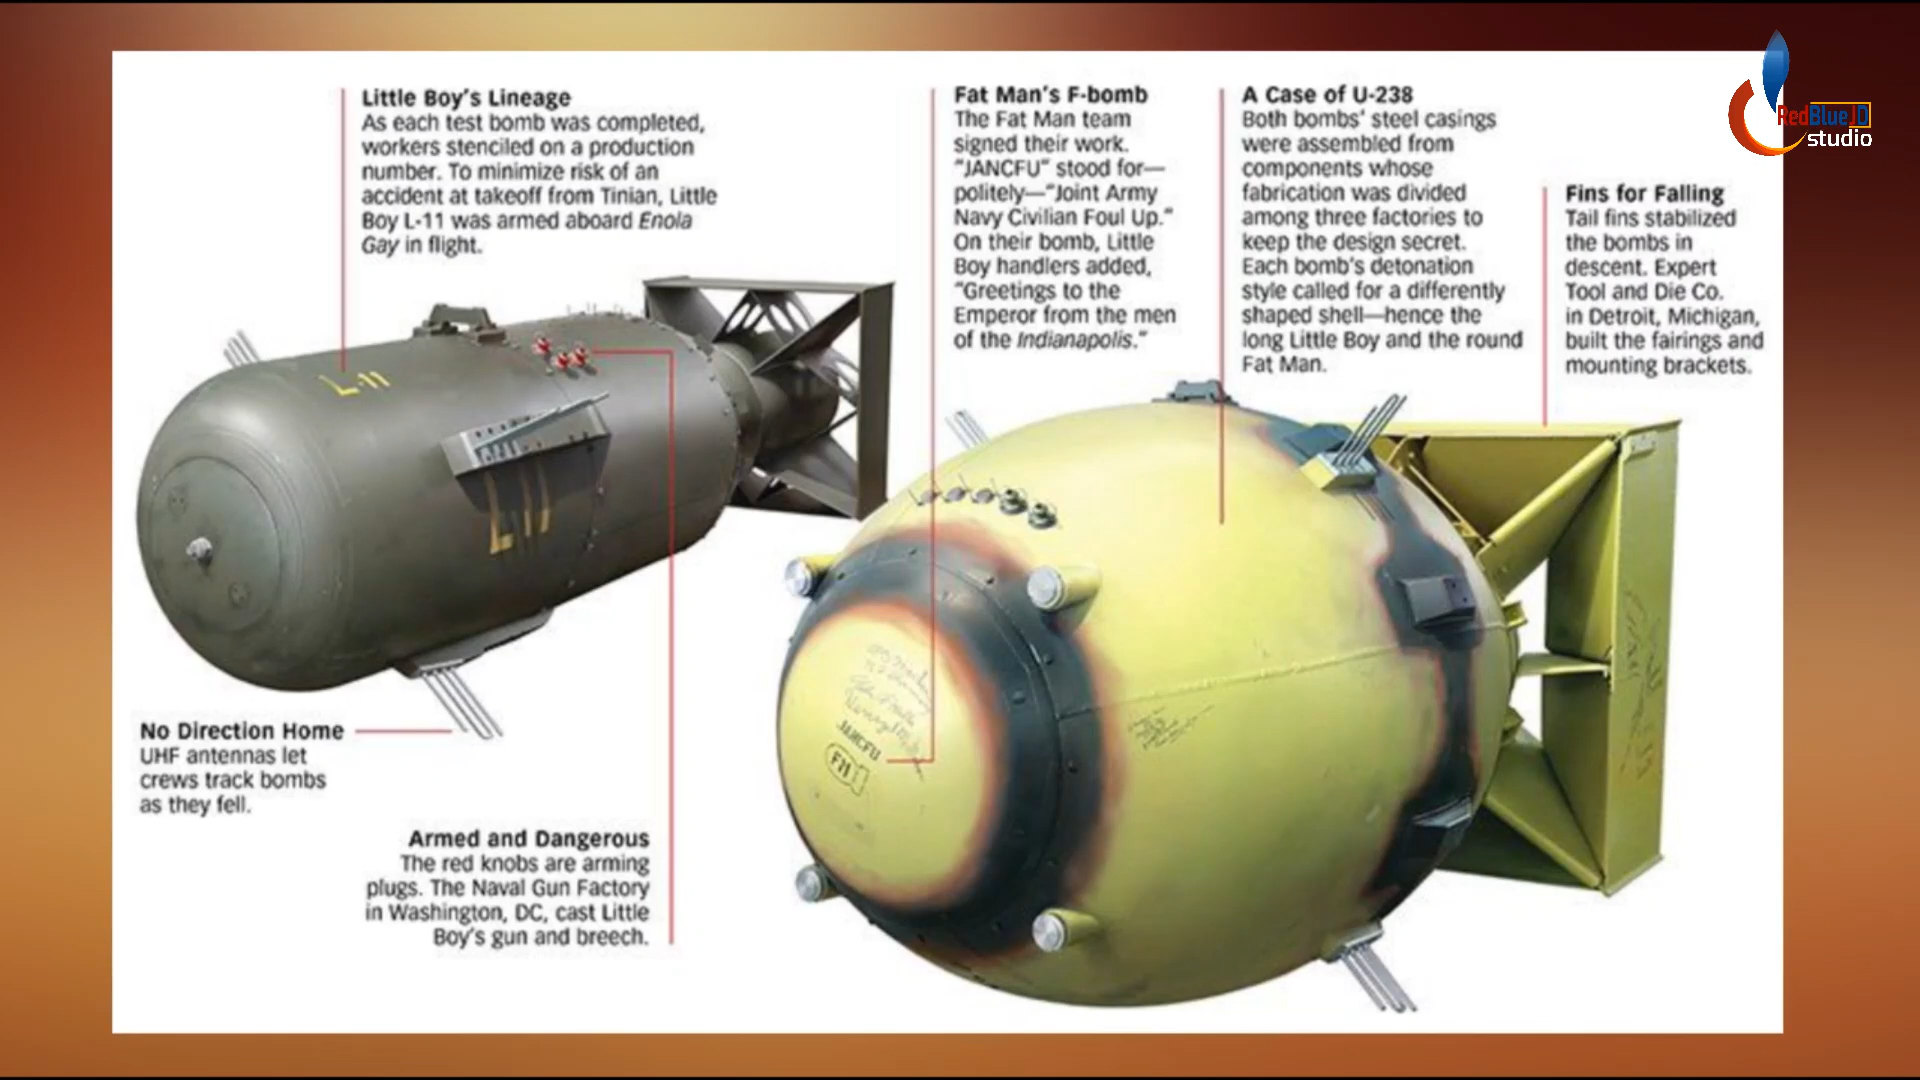 Little Boy's Lineage
As each test bomb was completed,
workers stenciled on a production
number. To minimize risk of an
accident at takeoff from Tinian, Little
Boy L-11 was armed aboard Enola
Gay in flight.
Fat Man's F-bomb
The Fat Man team
signed their work.
"JANCFU" stood for—
politely—"Joint Army
Navy Civilian Foul Up."
On their bomb, Little
Boy handlers added,
"Greetings to the
Emperor from the men
of the Indianapolis."
A Case of U-238
Both bombs' steel casings
were assembled from
components whose
fabrication was divided
among three factories to
keep the design secret.
Each bomb's detonation
style called for a differently
shaped shell—hence the
long Little Boy and the round
Fat Man.
RedBlueJD
studio
Fins for Falling
Tail fins stabilized
the bombs in
descent. Expert
Tool and Die Co.
in Detroit, Michigan,
built the fairings and
mounting brackets.
L-11
L11
JANCFU
FM
No Direction Home
UHF antennas let
crews track bombs
as they fell.
Armed and Dangerous
The red knobs are arming
plugs. The Naval Gun Factory
in Washington, DC, cast Little
Boy's gun and breech.